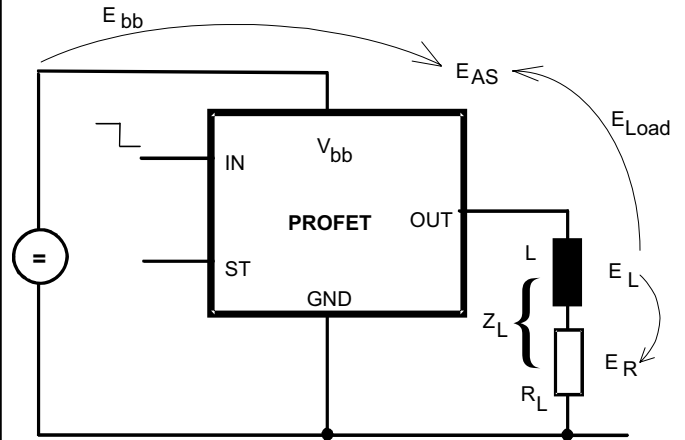 E bb
E AS
E Load
V bb
IN
PROFET
OUT
=
ST
GND
L
E L
Z L
{
E R
R L